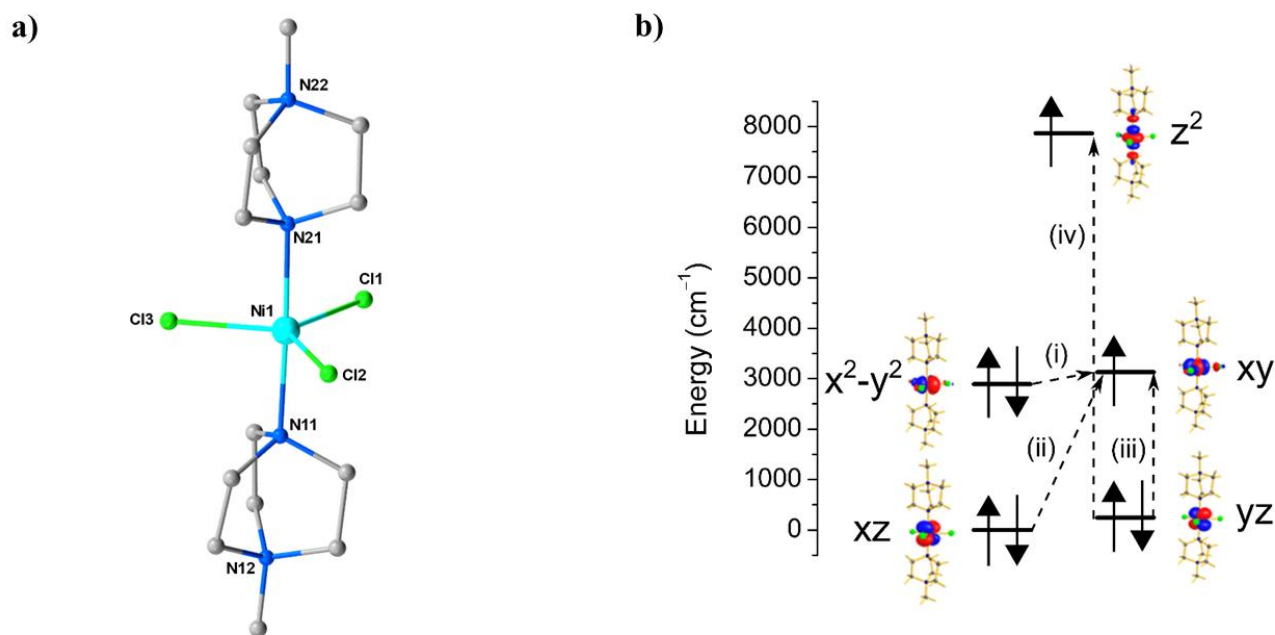 a)
N22
N21
Cl1
Ni1
Cl3
Cl2
N11
N12
b)
Energy (cm⁻¹)
8000
7000
6000
5000
4000
3000
2000
1000
0
z²
(iv)
x²-y²
(i)
xy
(ii)
(iii)
xz
yz